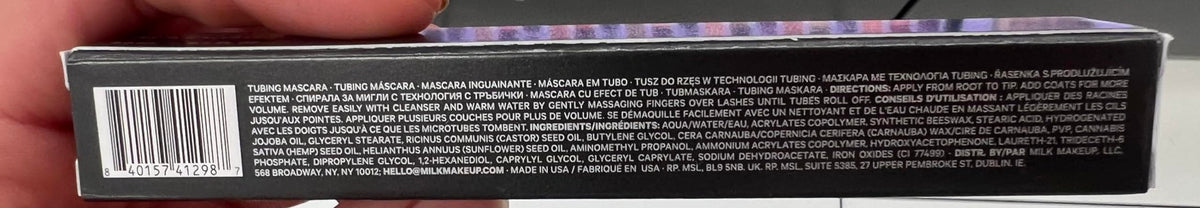 TUBING MASCARA · TUBING MÁSCARA · MASCARA INGUAINANTE · MÁSCARA EM TUBO · TUSZ DO RZĘS W TECHNOLOGII TUBING · ΜΑΣΚΑΡΑ ΜΕ ΤΕΧΝΟΛΟΓΙΑ TUBING · ŘASENKA S PRODLUŽUJÍCÍM
EFEKTEM · СПИРАЛА ЗА МИГЛИ С ТЕХНОЛОГИЯ С ТРЪБИЧКИ · MASCARA CU EFECT DE TUB · TUBMASKARA · TUBING MASKARA · DIRECTIONS: APPLY FROM ROOT TO TIP. ADD COATS FOR MORE
VOLUME. REMOVE EASILY WITH CLEANSER AND WARM WATER BY GENTLY MASSAGING FINGERS OVER LASHES UNTIL TUBES ROLL OFF. CONSEILS D'UTILISATION : APPLIQUER DES RACINES
JUSQU'AUX POINTES. APPLIQUER PLUSIEURS COUCHES POUR PLUS DE VOLUME. SE DÉMAQUILLE FACILEMENT AVEC UN NETTOYANT ET DE L'EAU CHAUDE EN MASSANT LÉGÈREMENT LES CILS
AVEC LES DOIGTS JUSQU'À CE QUE LES MICROTUBES TOMBENT. INGREDIENTS/INGRÉDIENTS: AQUA/WATER/EAU, ACRYLATES COPOLYMER, SYNTHETIC BEESWAX, STEARIC ACID, HYDROGENATED
JOJOBA OIL, GLYCERYL STEARATE, RICINUS COMMUNIS (CASTOR) SEED OIL, BUTYLENE GLYCOL, CERA CARNAUBA/COPERNICIA CERIFERA (CARNAUBA) WAX/CIRE DE CARNAUBA, PVP, CANNABIS
SATIVA (HEMP) SEED OIL, HELIANTHUS ANNUUS (SUNFLOWER) SEED OIL, AMINOMETHYL PROPANOL, AMMONIUM ACRYLATES COPOLYMER, HYDROXYACETOPHENONE, LAURETH-21, TRIDECETH-6
PHOSPHATE, DIPROPYLENE GLYCOL, 1,2-HEXANEDIOL, CAPRYLYL GLYCOL, GLYCERYL CAPRYLATE, SODIUM DEHYDROACETATE, IRON OXIDES (CI 77499) · DISTR. BY/PAR MILK MAKEUP, LLC.
568 BROADWAY, NY, NY 10012; HELLO@MILKMAKEUP.COM · MADE IN USA / FABRIQUÉ EN USA · RP. MSL, BL9 5NB. UK. RP. MSL, SUITE S385, 27 UPPER PEMBROKE ST, DUBLIN. IE.
8 40157 41298 7